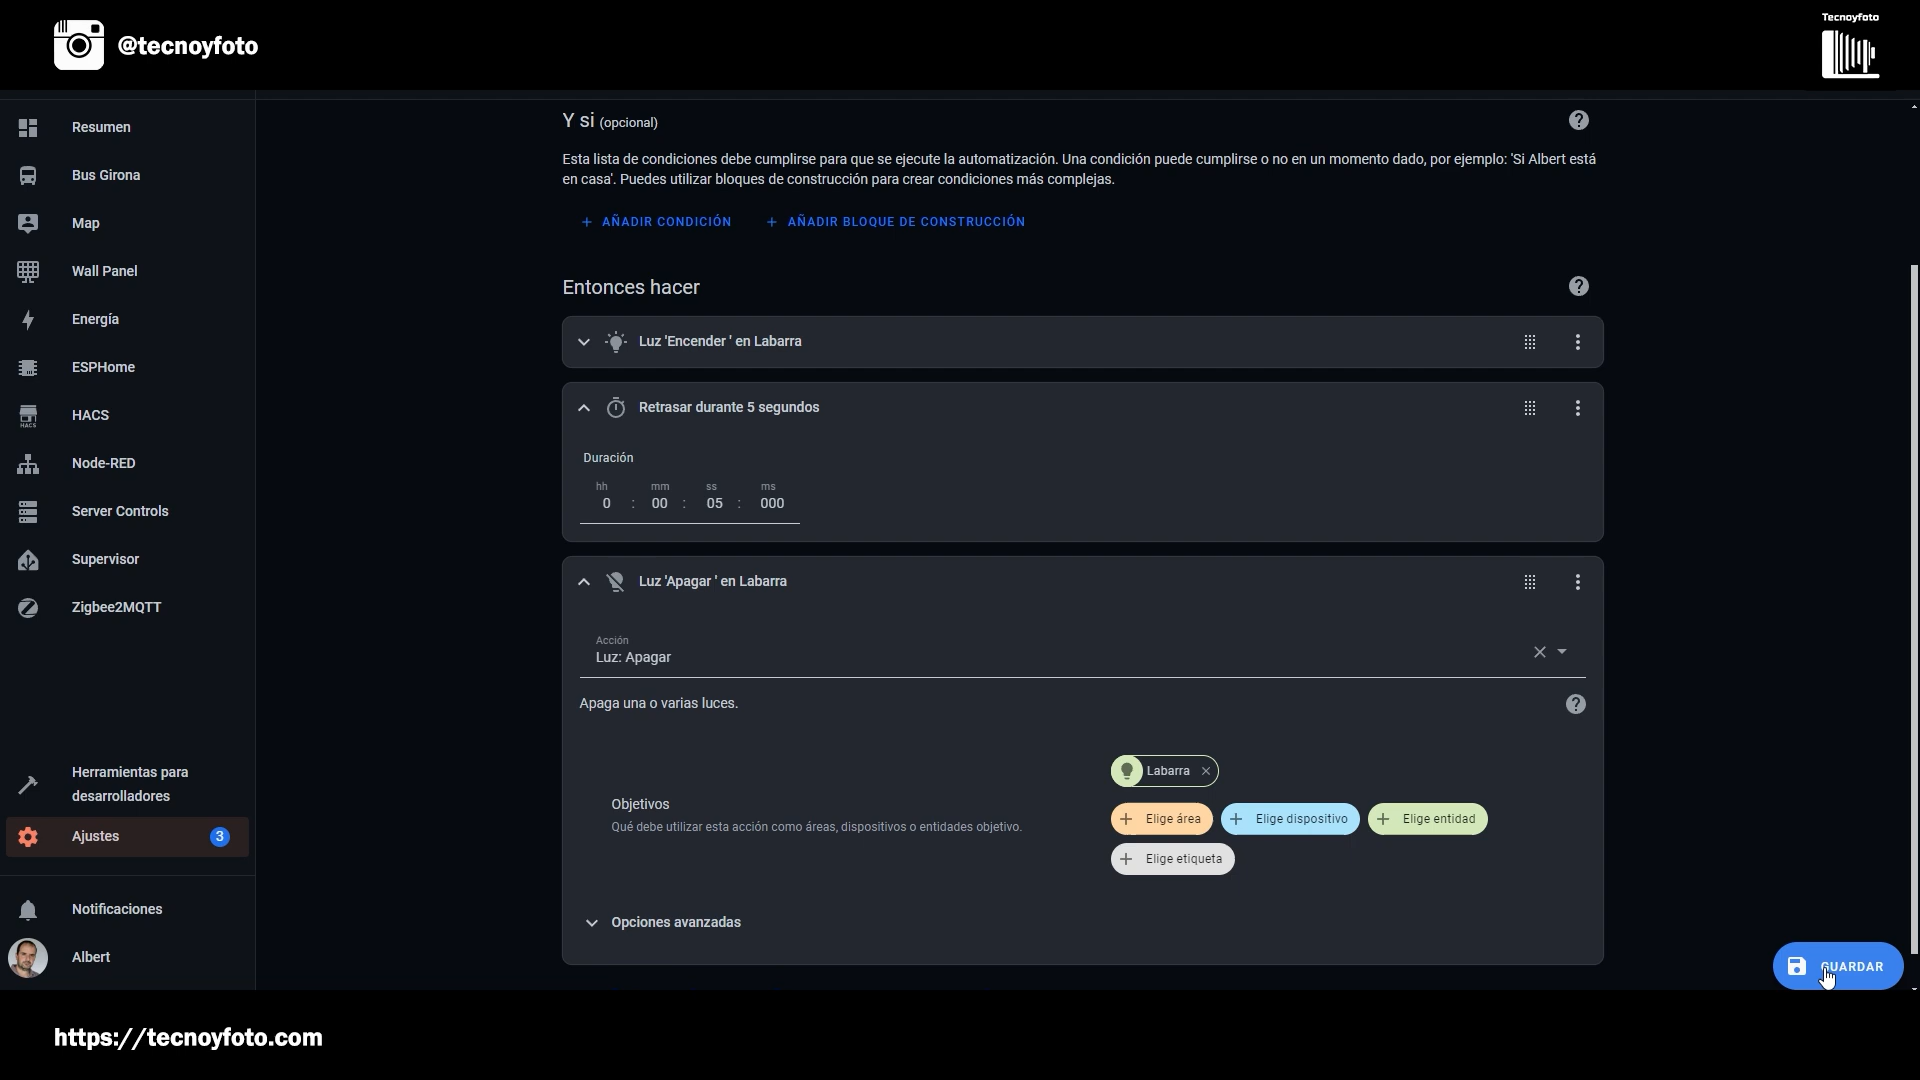 @tecnoyfoto
Tecnoyfoto
Resumen
Bus Girona
Map
Wall Panel
Energía
ESPHome
HACS
HACS
Node-RED
Server Controls
Supervisor
Zigbee2MQTT
Herramientas para
desarrolladores
Ajustes
3
Notificaciones
Albert
Y si (opcional)
Esta lista de condiciones debe cumplirse para que se ejecute la automatización. Una condición puede cumplirse o no en un momento dado, por ejemplo: 'Si Albert está
en casa'. Puedes utilizar bloques de construcción para crear condiciones más complejas.
+ AÑADIR CONDICIÓN + AÑADIR BLOQUE DE CONSTRUCCIÓN
Entonces hacer
Luz 'Encender ' en Labarra
Retrasar durante 5 segundos
Duración
hh mm ss ms
0 : 00 : 05 : 000
Luz 'Apagar ' en Labarra
Acción
Luz: Apagar
Apaga una o varias luces.
Labarra
Objetivos
Qué debe utilizar esta acción como áreas, dispositivos o entidades objetivo.
+ Elige área + Elige dispositivo + Elige entidad
+ Elige etiqueta
Opciones avanzadas
GUARDAR
https://tecnoyfoto.com